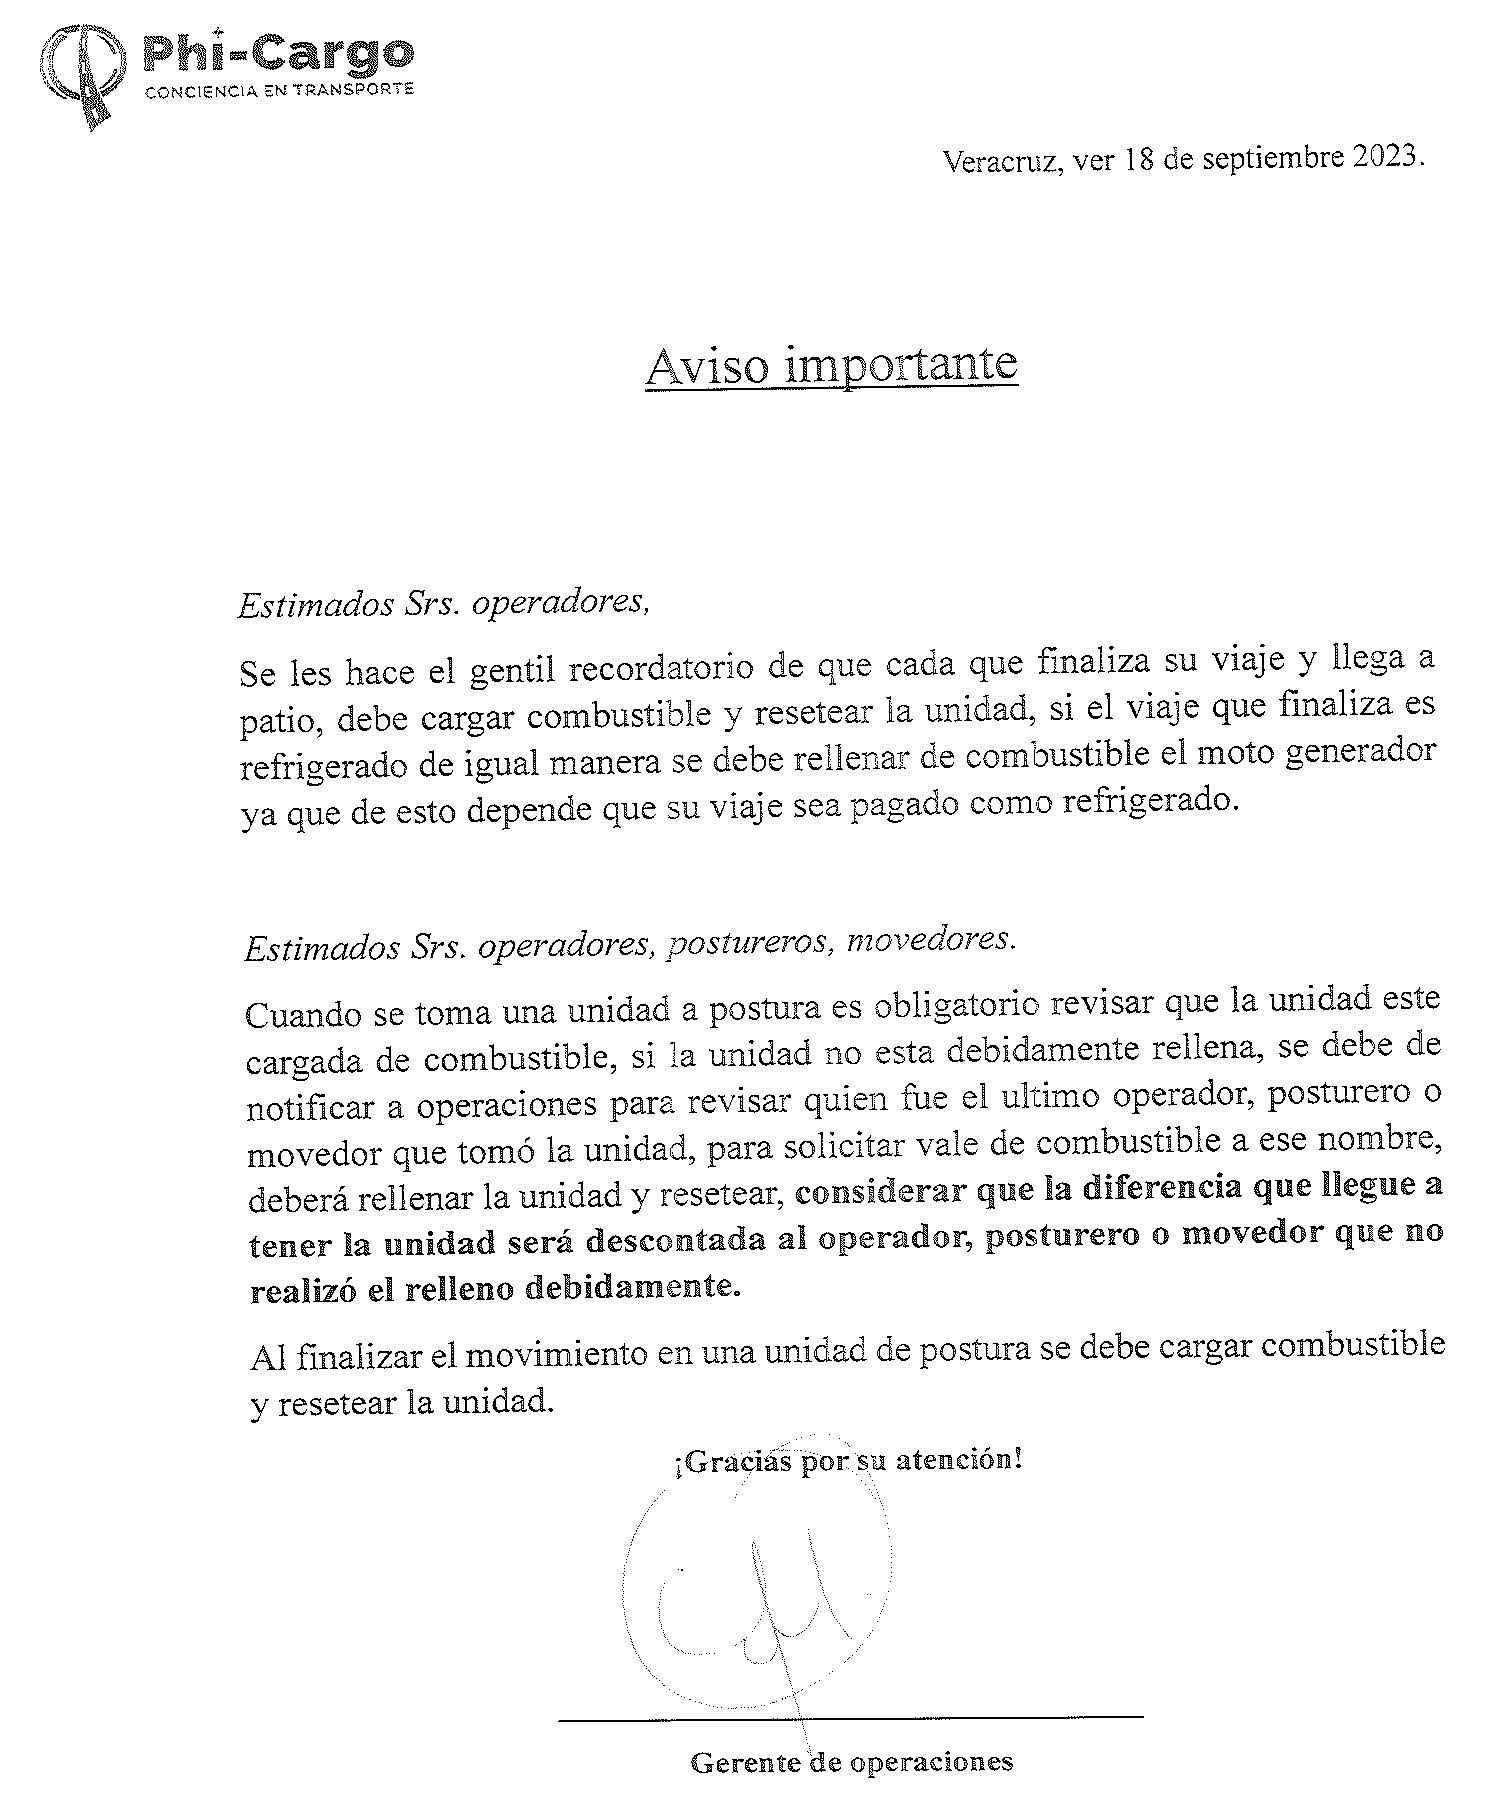 Phi-Cargo
CONCIENCIA EN TRANSPORTE
Veracruz, ver 18 de septiembre 2023.
Aviso importante
Estimados Srs. operadores,
Se les hace el gentil recordatorio de que cada que finaliza su viaje y llega a
patio, debe cargar combustible y resetear la unidad, si el viaje que finaliza es
refrigerado de igual manera se debe rellenar de combustible el moto generador
ya que de esto depende que su viaje sea pagado como refrigerado.
Estimados Srs. operadores, postureros, movedores.
Cuando se toma una unidad a postura es obligatorio revisar que la unidad este
cargada de combustible, si la unidad no esta debidamente rellena, se debe de
notificar a operaciones para revisar quien fue el ultimo operador, posturero o
movedor que tomó la unidad, para solicitar vale de combustible a ese nombre,
deberá rellenar la unidad y resetear, considerar que la diferencia que llegue a
tener la unidad será descontada al operador, posturero o movedor que no
realizó el relleno debidamente.
Al finalizar el movimiento en una unidad de postura se debe cargar combustible
y resetear la unidad.
¡Gracias por su atención!
Gerente de operaciones